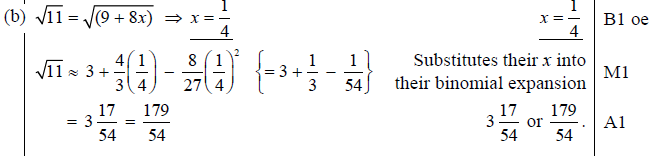 (b) √11 = √(9 + 8x) ⇒ x = 1/4 x = 1/4 B1 oe
√11 ≈ 3 + 4/3(1/4) − 8/27(1/4)² {= 3 + 1/3 − 1/54} Substitutes their x into their binomial expansion M1
= 3 17/54 = 179/54 3 17/54 or 179/54 . A1